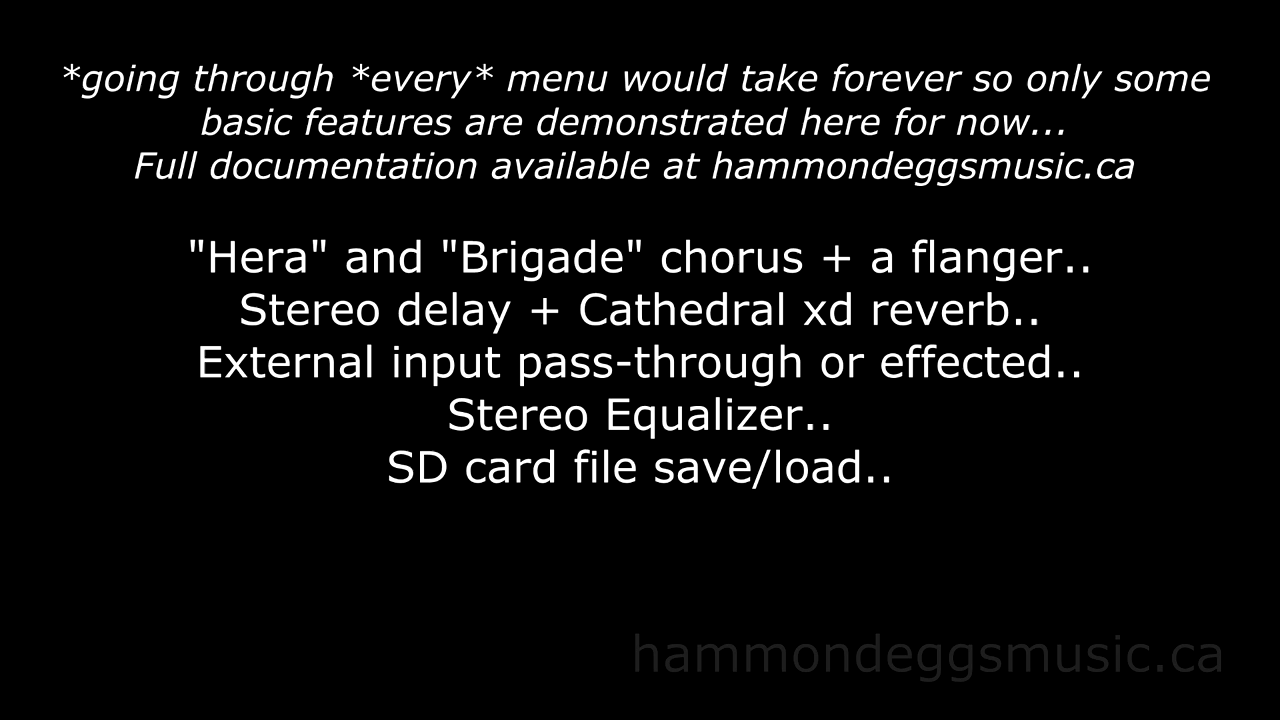 *going through *every* menu would take forever so only some
basic features are demonstrated here for now...
Full documentation available at hammondeggsmusic.ca
"Hera" and "Brigade" chorus + a flanger..
Stereo delay + Cathedral xd reverb..
External input pass-through or effected..
Stereo Equalizer..
SD card file save/load..
hammondeggsmusic.ca